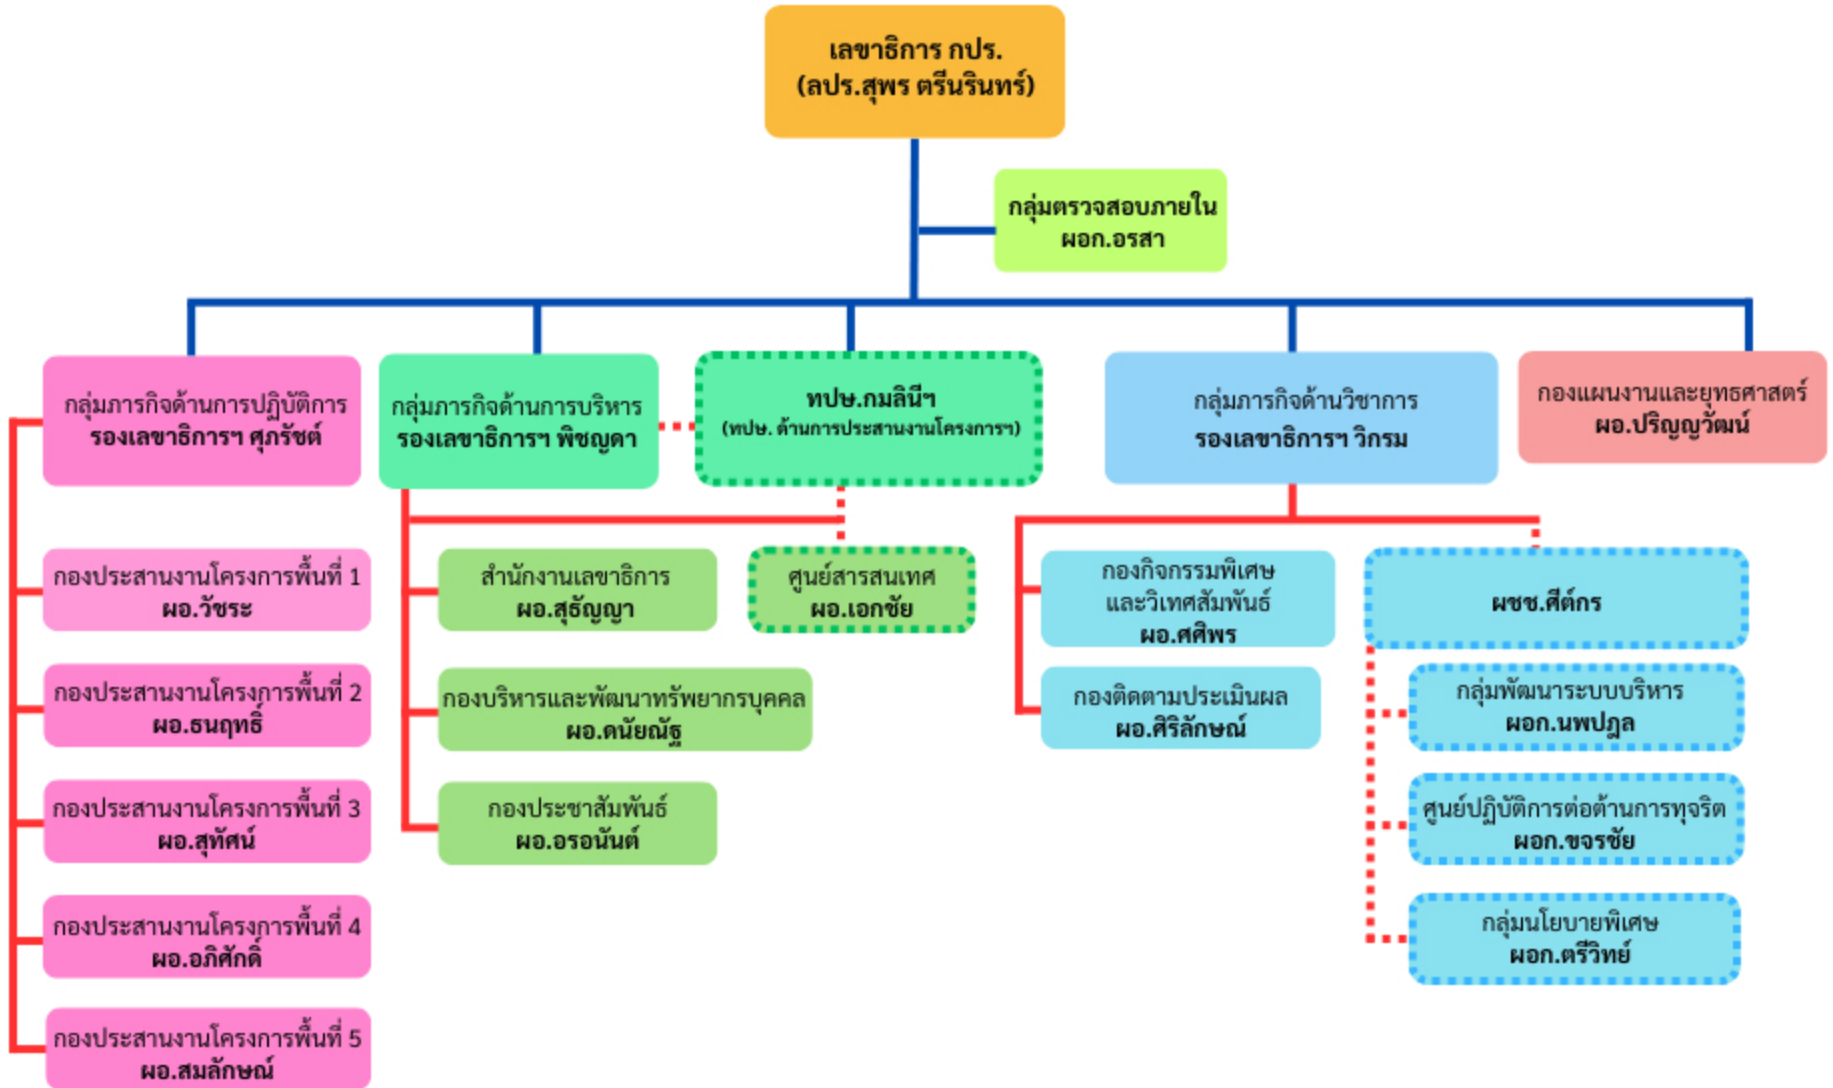 เลขาธิการ กปร.
(ลปร.สุพร ตรีนรินทร์)
กลุ่มตรวจสอบภายใน
ผอก.อรสา
กลุ่มภารกิจด้านการปฏิบัติการ
รองเลขาธิการฯ ศุภรัชต์
กลุ่มภารกิจด้านการบริหาร
รองเลขาธิการฯ พิชญดา
ทปษ.กมลินีฯ
(ทปษ. ด้านการประสานงานโครงการฯ)
กลุ่มภารกิจด้านวิชาการ
รองเลขาธิการฯ วิกรม
กองแผนงานและยุทธศาสตร์
ผอ.ปริญญวัฒน์
กองประสานงานโครงการพื้นที่ 1
ผอ.วัชระ
กองประสานงานโครงการพื้นที่ 2
ผอ.ธนฤทธิ์
กองประสานงานโครงการพื้นที่ 3
ผอ.สุทัศน์
กองประสานงานโครงการพื้นที่ 4
ผอ.อภิศักดิ์
กองประสานงานโครงการพื้นที่ 5
ผอ.สมลักษณ์
สำนักงานเลขาธิการ
ผอ.สุธัญญา
ศูนย์สารสนเทศ
ผอ.เอกชัย
กองบริหารและพัฒนาทรัพยากรบุคคล
ผอ.ดนัยณัฐ
กองประชาสัมพันธ์
ผอ.อรอนันต์
กองกิจกรรมพิเศษ
และวิเทศสัมพันธ์
ผอ.ศศิพร
กองติดตามประเมินผล
ผอ.ศิริลักษณ์
ผชช.ศีต์กร
กลุ่มพัฒนาระบบบริหาร
ผอก.นพปฎล
ศูนย์ปฏิบัติการต่อต้านการทุจริต
ผอก.ขจรชัย
กลุ่มนโยบายพิเศษ
ผอก.ตรีวิทย์